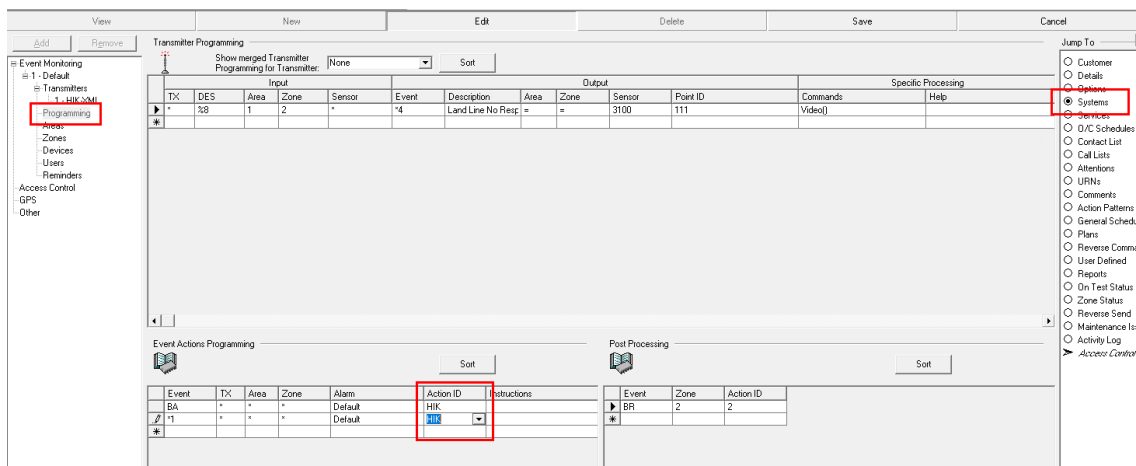 View New Edit Delete Save Cancel
Add Remove
Event Monitoring
1 - Default
Transmitters
1 - HIK-XML
Programming
Areas
Zones
Devices
Users
Reminders
Access Control
GPS
Other
Transmitter Programming
Show merged Transmitter
Programming for Transmitter: None Sort
Input Output Specific Processing
TX DES Area Zone Sensor Event Description Area Zone Sensor Point ID Commands Help
* %8 1 2 * *4 Land Line No Resp = = 3100 111 Video()
Event Actions Programming
Sort
Event TX Area Zone Alarm Action ID Instructions
BA * * * Default HIK
*1 * * * Default HIK
Post Processing
Sort
Event Zone Action ID
BR 2 2
Jump To
Customer
Details
Options
Systems
Services
O/C Schedules
Contact List
Call Lists
Attentions
URNs
Comments
Action Patterns
General Schedu
Plans
Reverse Comma
User Defined
Reports
On Test Status
Zone Status
Reverse Send
Maintenance Is
Activity Log
Access Control